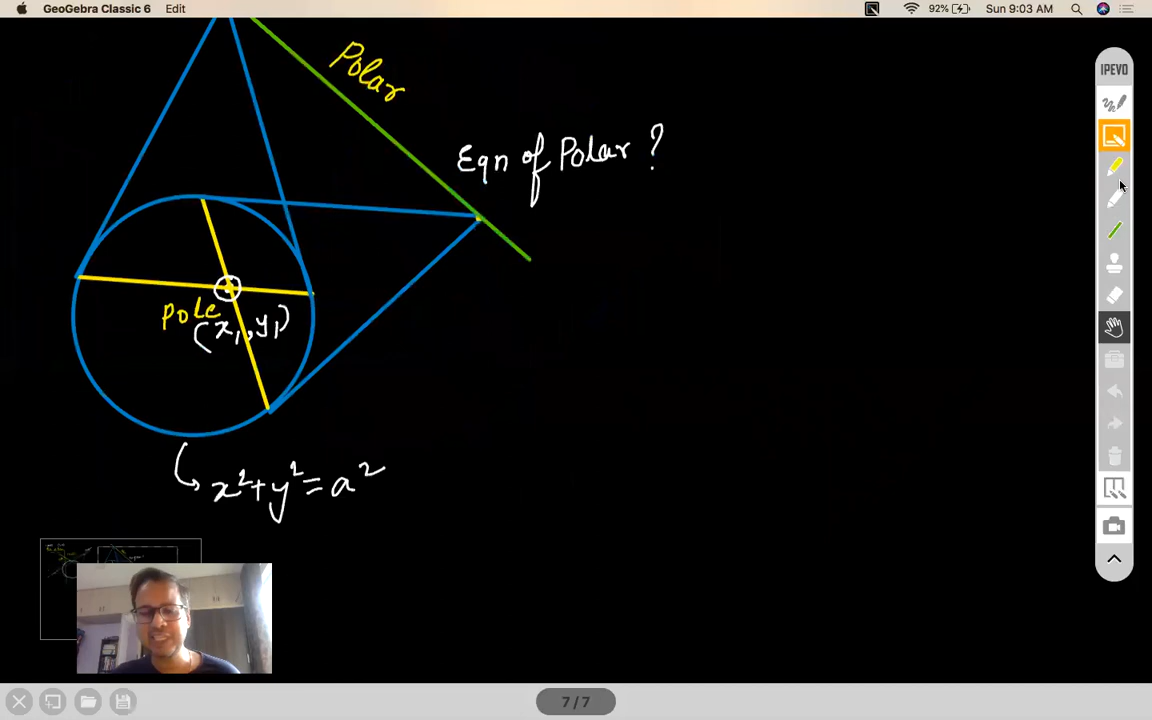 GeoGebra Classic 6 Edit 92% Sun 9:03 AM
IPEVO
Polar
Eqn of Polar ?
Pole
(x₁, y₁)
x²+y²=a²
7 / 7